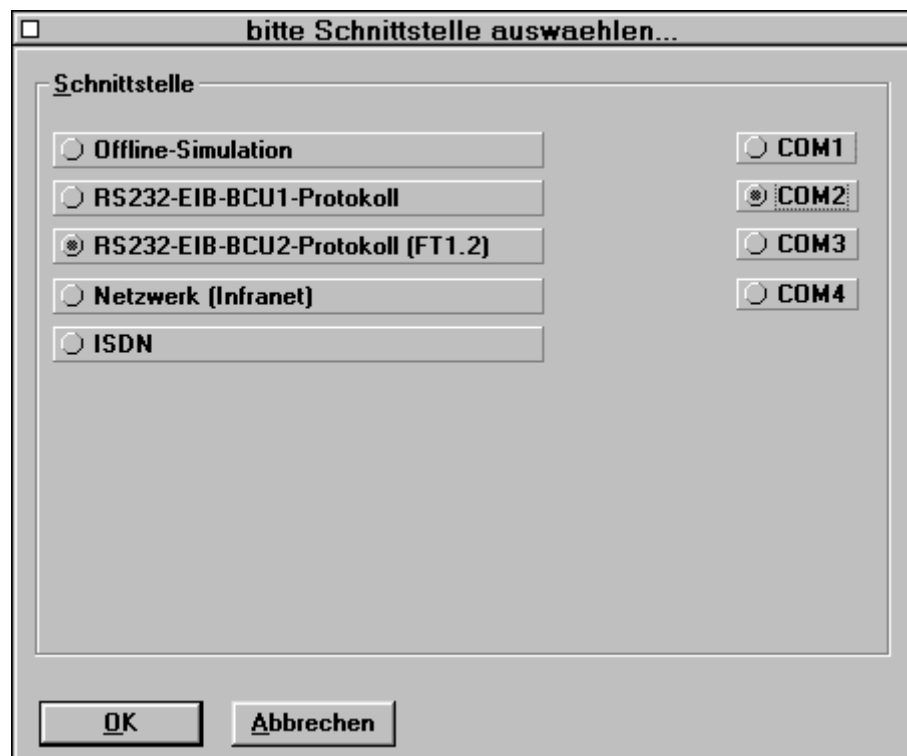 bitte Schnittstelle auswaehlen...
Schnittstelle
Offline-Simulation
COM1
RS232-EIB-BCU1-Protokoll
COM2
RS232-EIB-BCU2-Protokoll (FT1.2)
COM3
Netzwerk (Infranet)
COM4
ISDN
OK
Abbrechen